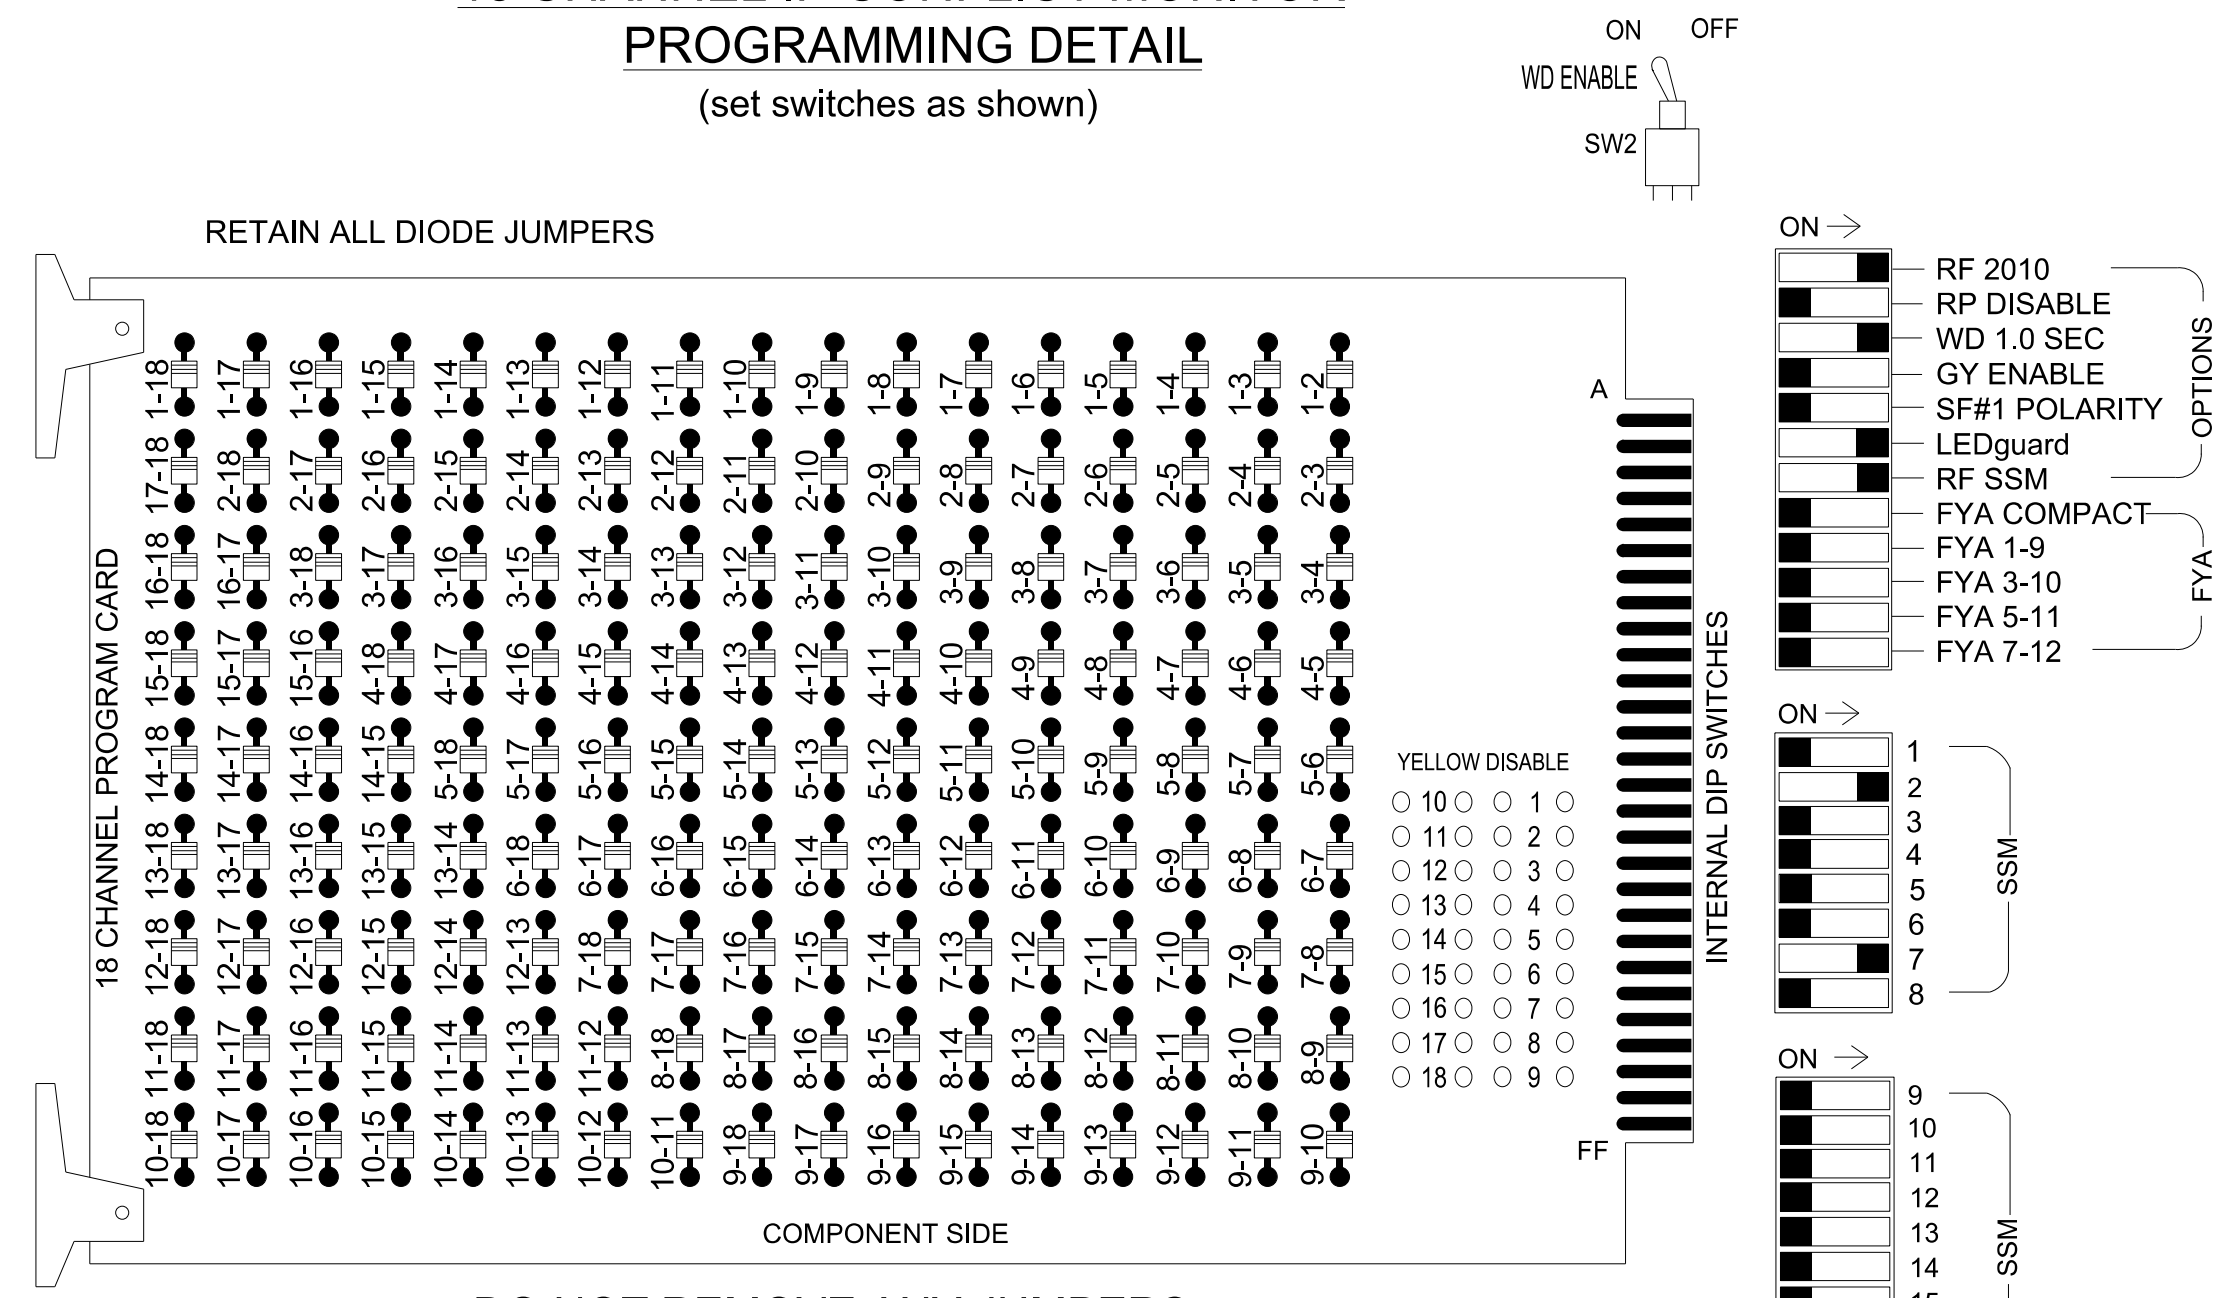 PROGRAMMING DETAIL
(set switches as shown)
ON OFF
WD ENABLE
SW2
RETAIN ALL DIODE JUMPERS
18 CHANNEL PROGRAM CARD
1-18 1-17 1-16 1-15 1-14 1-13 1-12 1-11 1-10 1-9 1-8 1-7 1-6 1-5 1-4 1-3 1-2
17-18 2-18 2-17 2-16 2-15 2-14 2-13 2-12 2-11 2-10 2-9 2-8 2-7 2-6 2-5 2-4 2-3
16-18 16-17 3-18 3-17 3-16 3-15 3-14 3-13 3-12 3-11 3-10 3-9 3-8 3-7 3-6 3-5 3-4
15-18 15-17 15-16 4-18 4-17 4-16 4-15 4-14 4-13 4-12 4-11 4-10 4-9 4-8 4-7 4-6 4-5
14-18 14-17 14-16 14-15 5-18 5-17 5-16 5-15 5-14 5-13 5-12 5-11 5-10 5-9 5-8 5-7 5-6
13-18 13-17 13-16 13-15 13-14 6-18 6-17 6-16 6-15 6-14 6-13 6-12 6-11 6-10 6-9 6-8 6-7
12-18 12-17 12-16 12-15 12-14 12-13 7-18 7-17 7-16 7-15 7-14 7-13 7-12 7-11 7-10 7-9 7-8
11-18 11-17 11-16 11-15 11-14 11-13 11-12 8-18 8-17 8-16 8-15 8-14 8-13 8-12 8-11 8-10 8-9
10-18 10-17 10-16 10-15 10-14 10-13 10-12 10-11 9-18 9-17 9-16 9-15 9-14 9-13 9-12 9-11 9-10
COMPONENT SIDE
YELLOW DISABLE
10 1
11 2
12 3
13 4
14 5
15 6
16 7
17 8
18 9
A
FF
INTERNAL DIP SWITCHES
ON
RF 2010
RP DISABLE
WD 1.0 SEC
GY ENABLE
SF#1 POLARITY
LEDguard
RF SSM
OPTIONS
FYA COMPACT
FYA 1-9
FYA 3-10
FYA 5-11
FYA 7-12
FYA
ON
1
2
3
4
5
6
7
8
SSM
ON
9
10
11
12
13
14
SSM